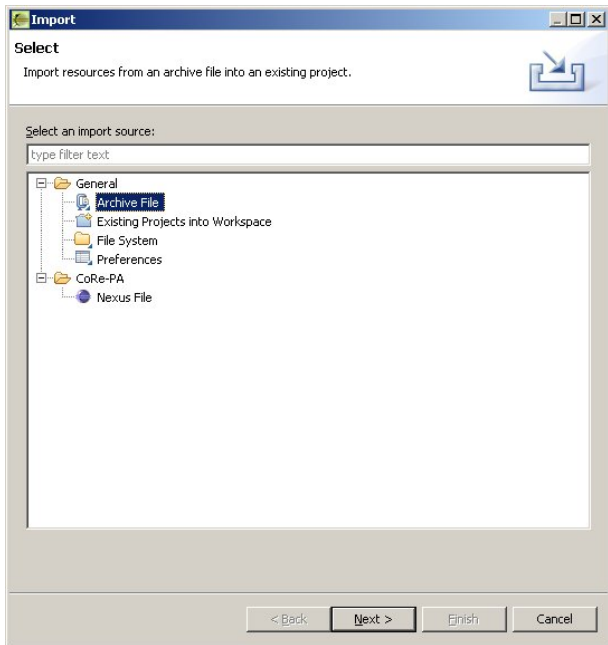 Import
Select
Import resources from an archive file into an existing project.
Select an import source:
type filter text
General
Archive File
Existing Projects into Workspace
File System
Preferences
CoRe-PA
Nexus File
< Back Next > Finish Cancel